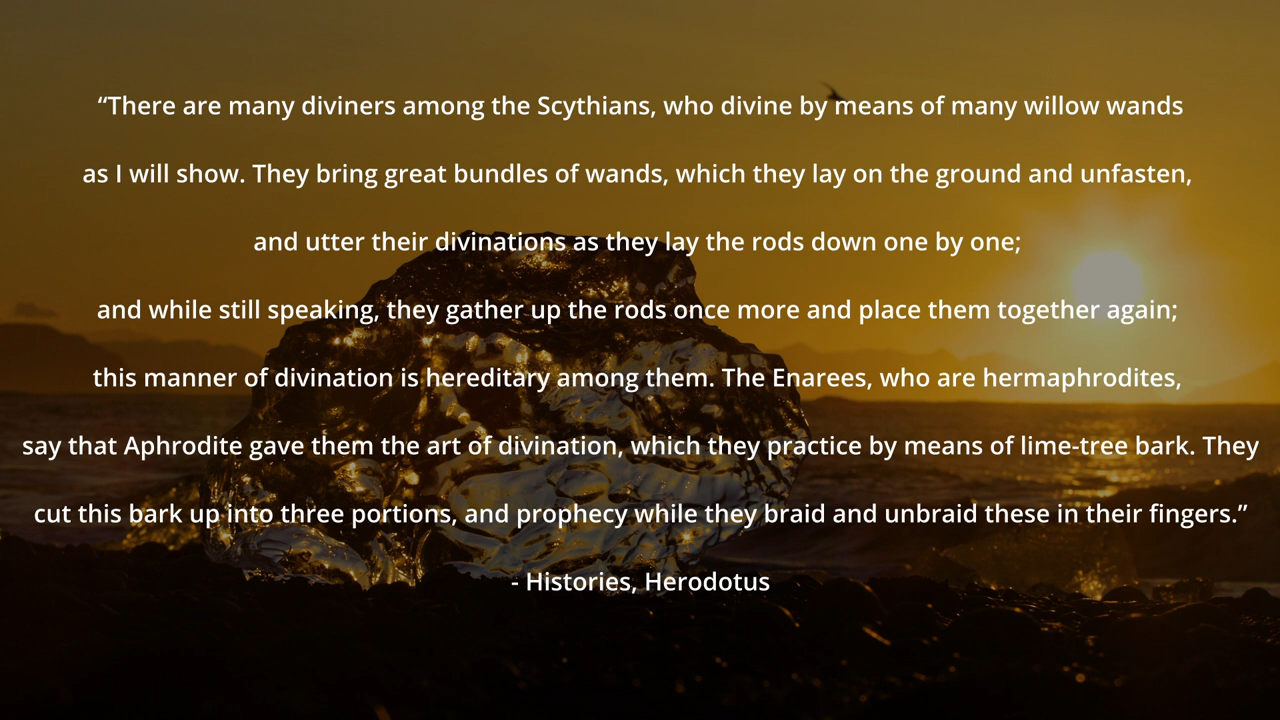 “There are many diviners among the Scythians, who divine by means of many willow wands
as I will show. They bring great bundles of wands, which they lay on the ground and unfasten,
and utter their divinations as they lay the rods down one by one;
and while still speaking, they gather up the rods once more and place them together again;
this manner of divination is hereditary among them. The Enarees, who are hermaphrodites,
say that Aphrodite gave them the art of divination, which they practice by means of lime-tree bark. They
cut this bark up into three portions, and prophecy while they braid and unbraid these in their fingers.”
- Histories, Herodotus